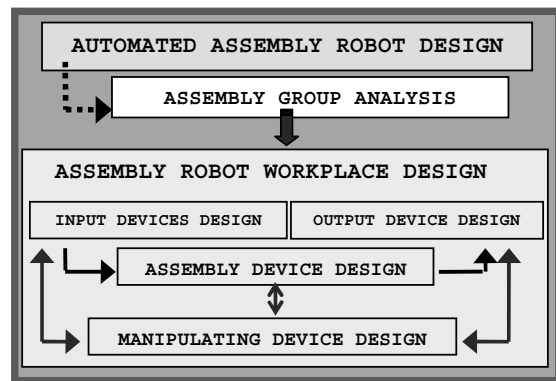 AUTOMATED ASSEMBLY ROBOT DESIGN
ASSEMBLY GROUP ANALYSIS
ASSEMBLY ROBOT WORKPLACE DESIGN
INPUT DEVICES DESIGN
OUTPUT DEVICE DESIGN
ASSEMBLY DEVICE DESIGN
MANIPULATING DEVICE DESIGN